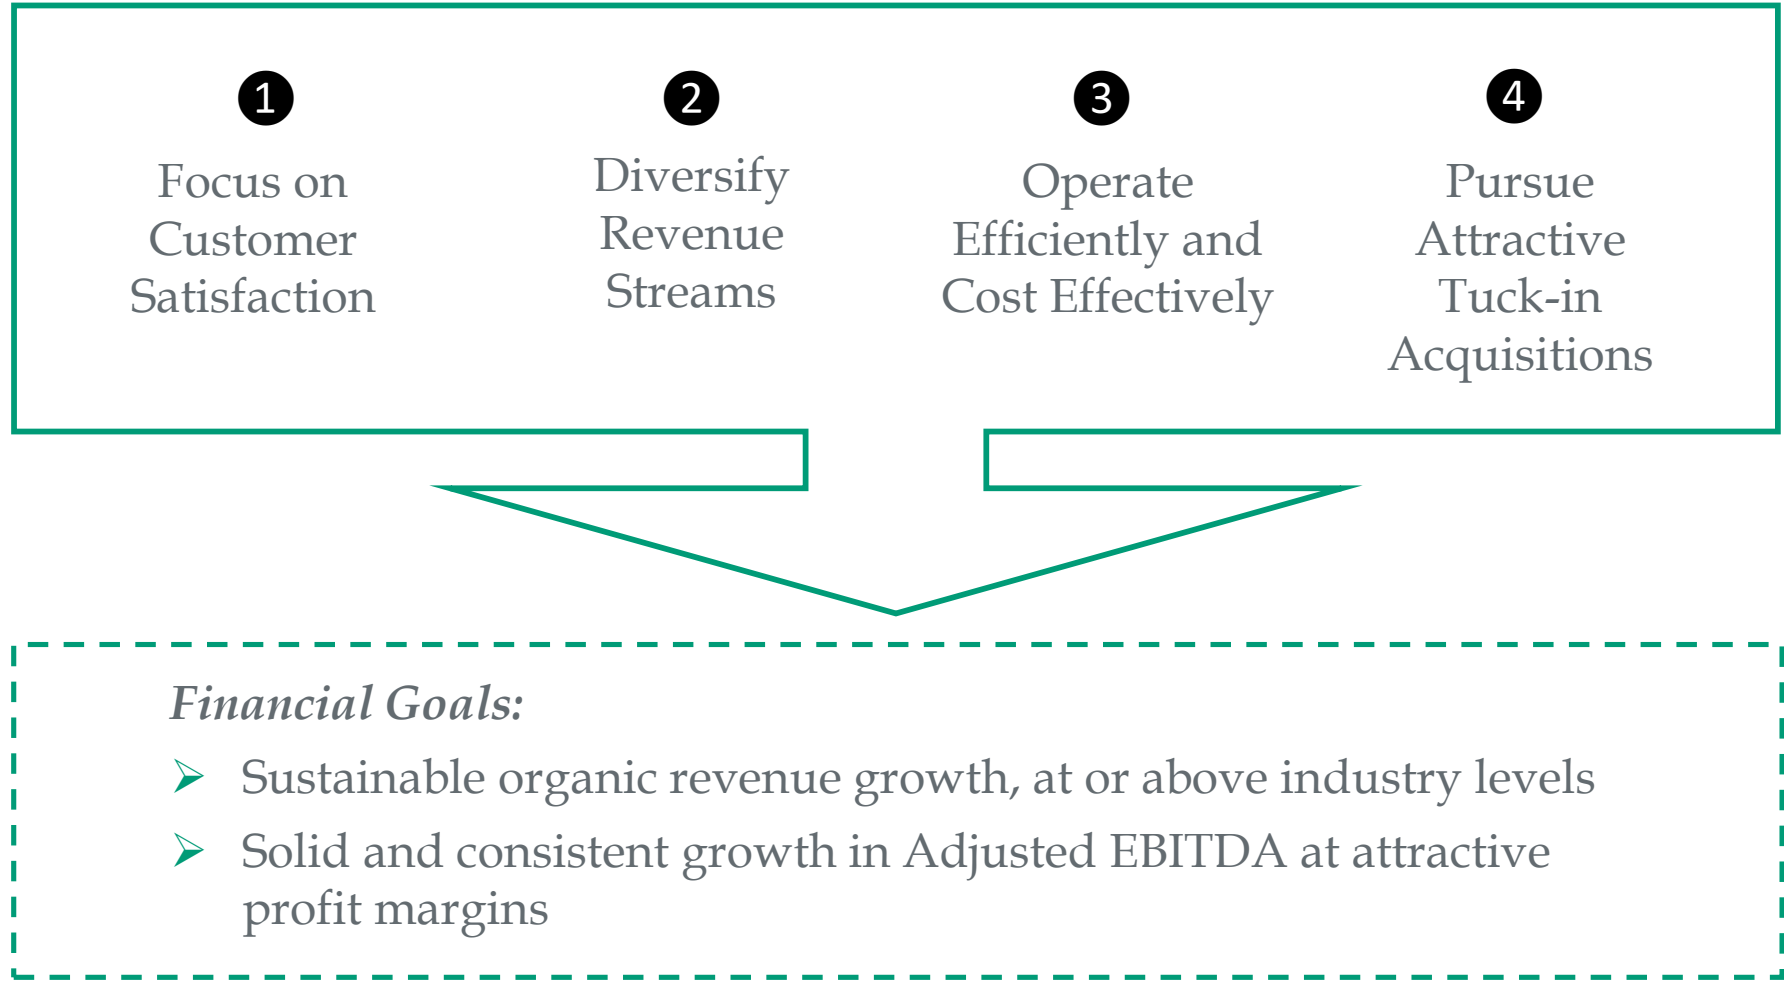 1
Focus on
Customer
Satisfaction
2
Diversify
Revenue
Streams
3
Operate
Efficiently and
Cost Effectively
4
Pursue
Attractive
Tuck-in
Acquisitions
Financial Goals:
➢ Sustainable organic revenue growth, at or above industry levels
➢ Solid and consistent growth in Adjusted EBITDA at attractive
profit margins